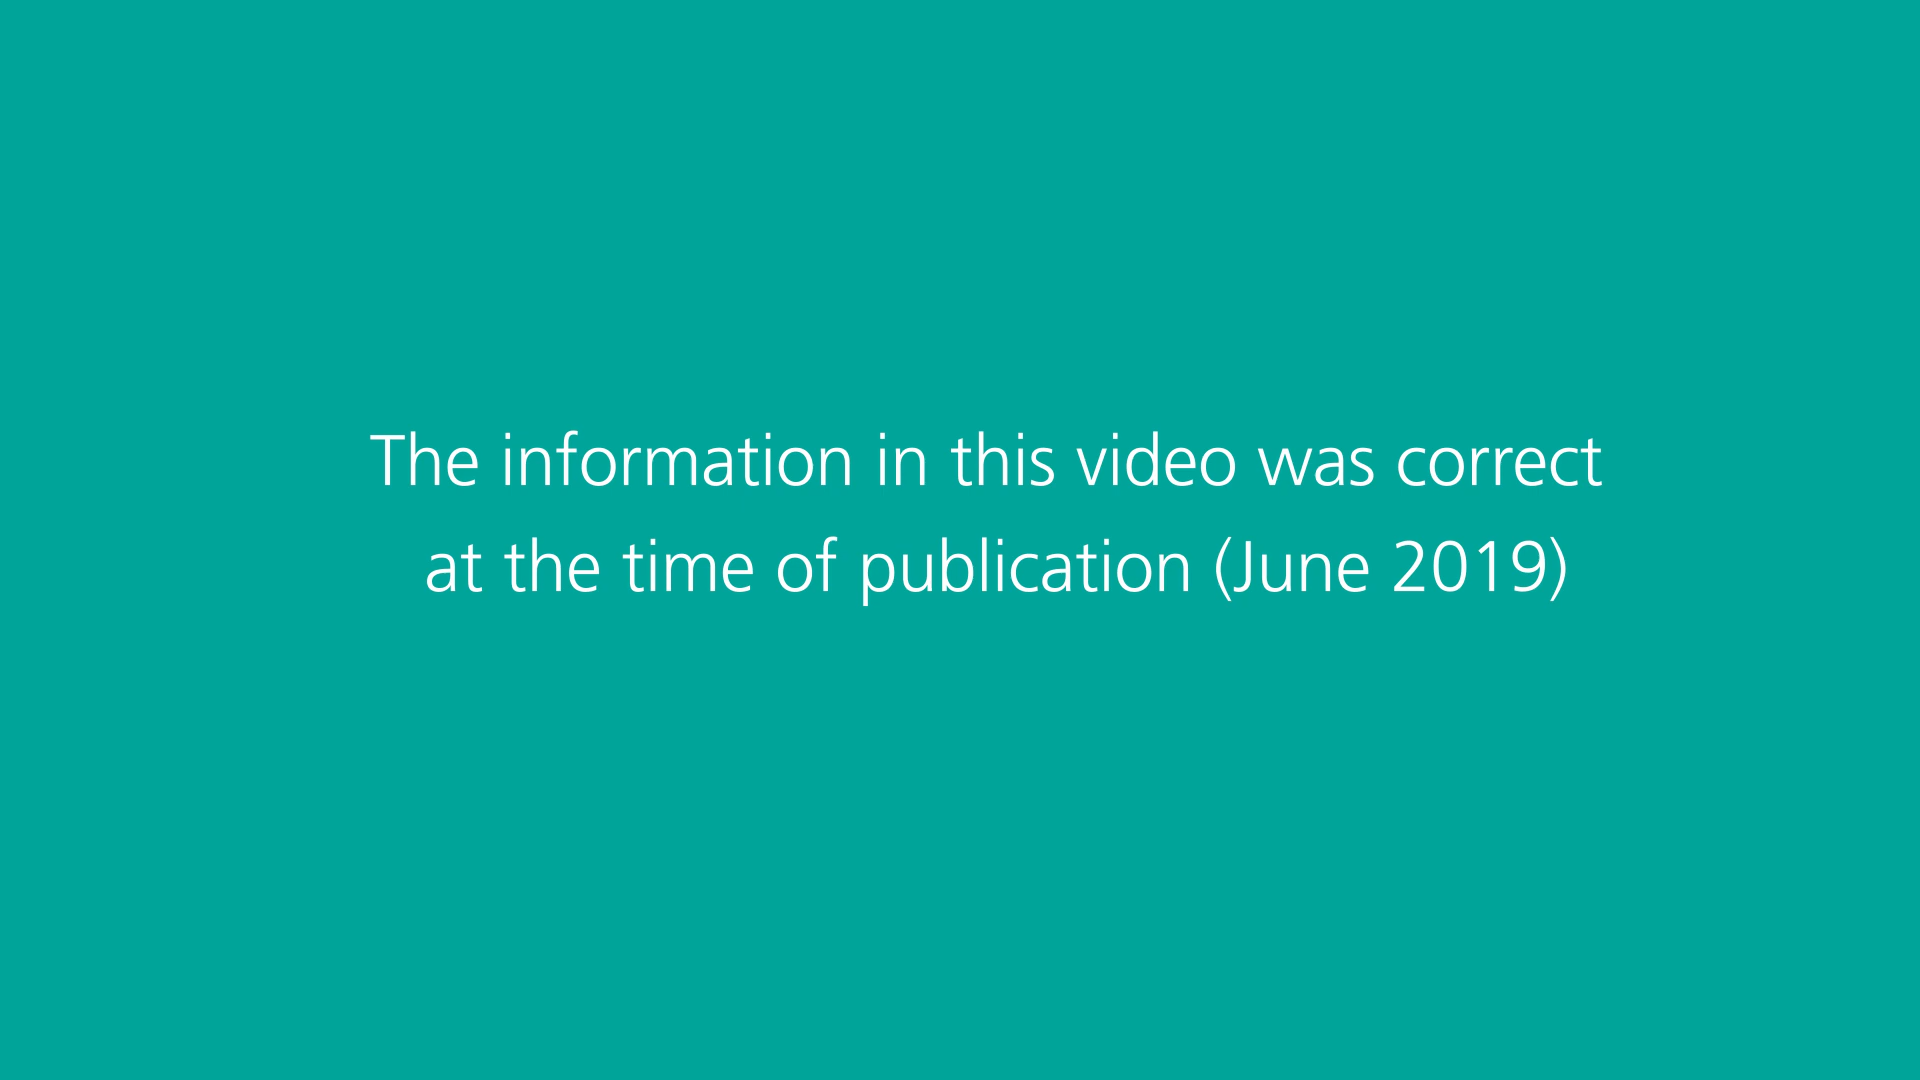 The information in this video was correct
at the time of publication (June 2019)